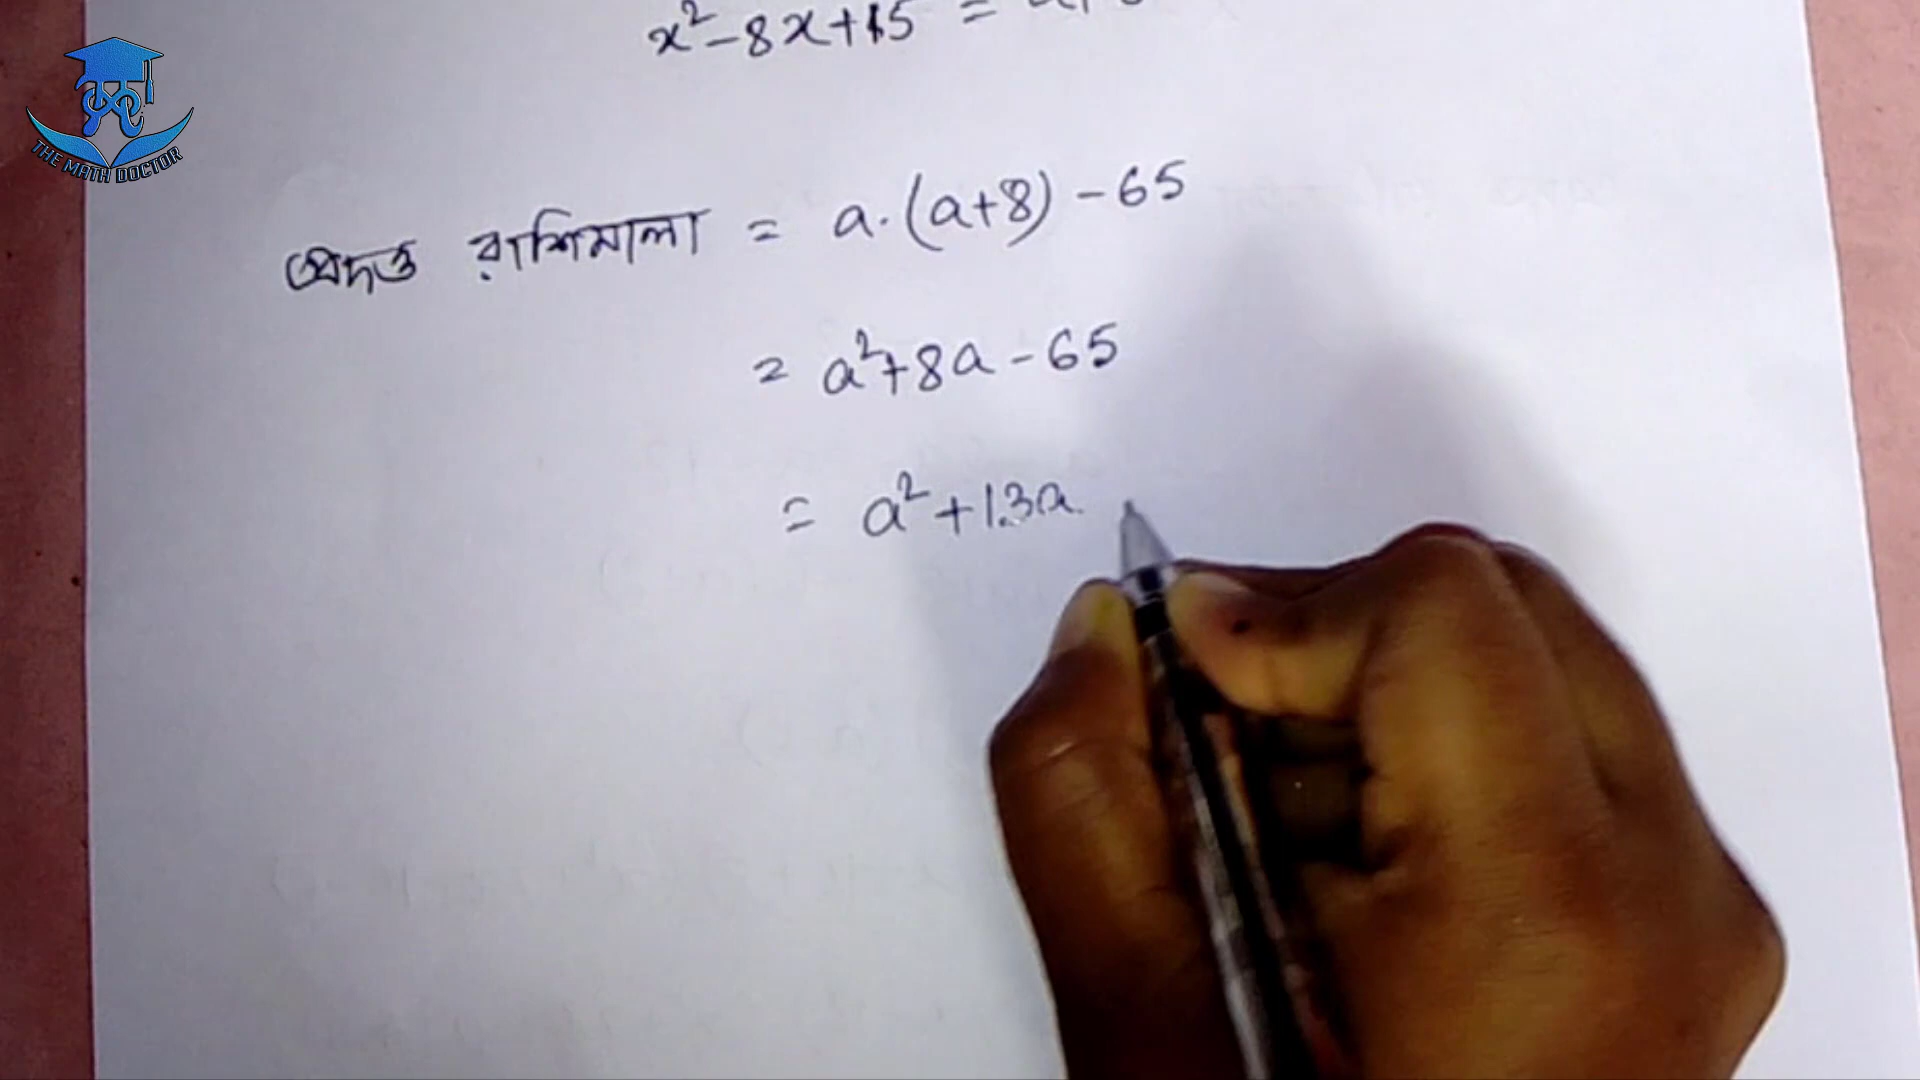 x²-8x+15 =
THE MATH DOCTOR
প্রদত্ত রাশিমালা = a.(a+8) -65
= a²+8a-65
= a²+13a